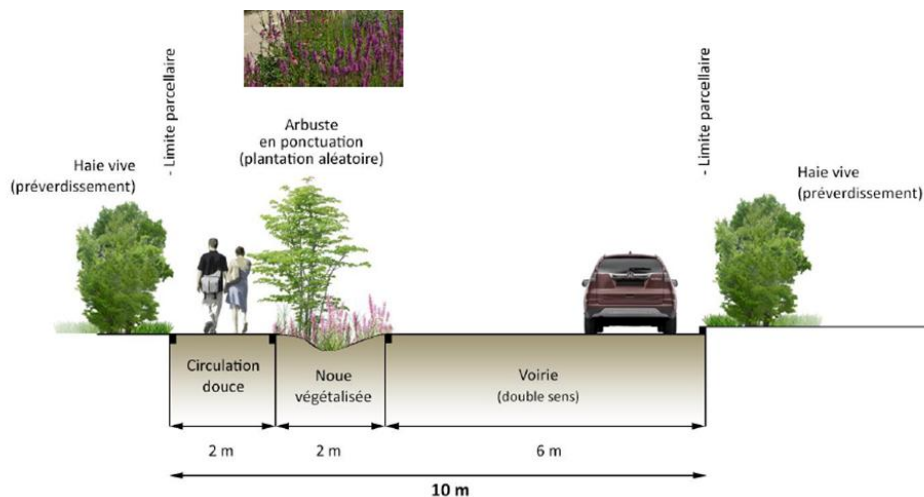 - Limite parcellaire
Arbuste
en ponctuation
(plantation aléatoire)
- Limite parcellaire
Haie vive
(préverdissement)
Haie vive
(préverdissement)
Circulation
douce
Noue
végétalisée
Voirie
(double sens)
2 m
2 m
6 m
10 m